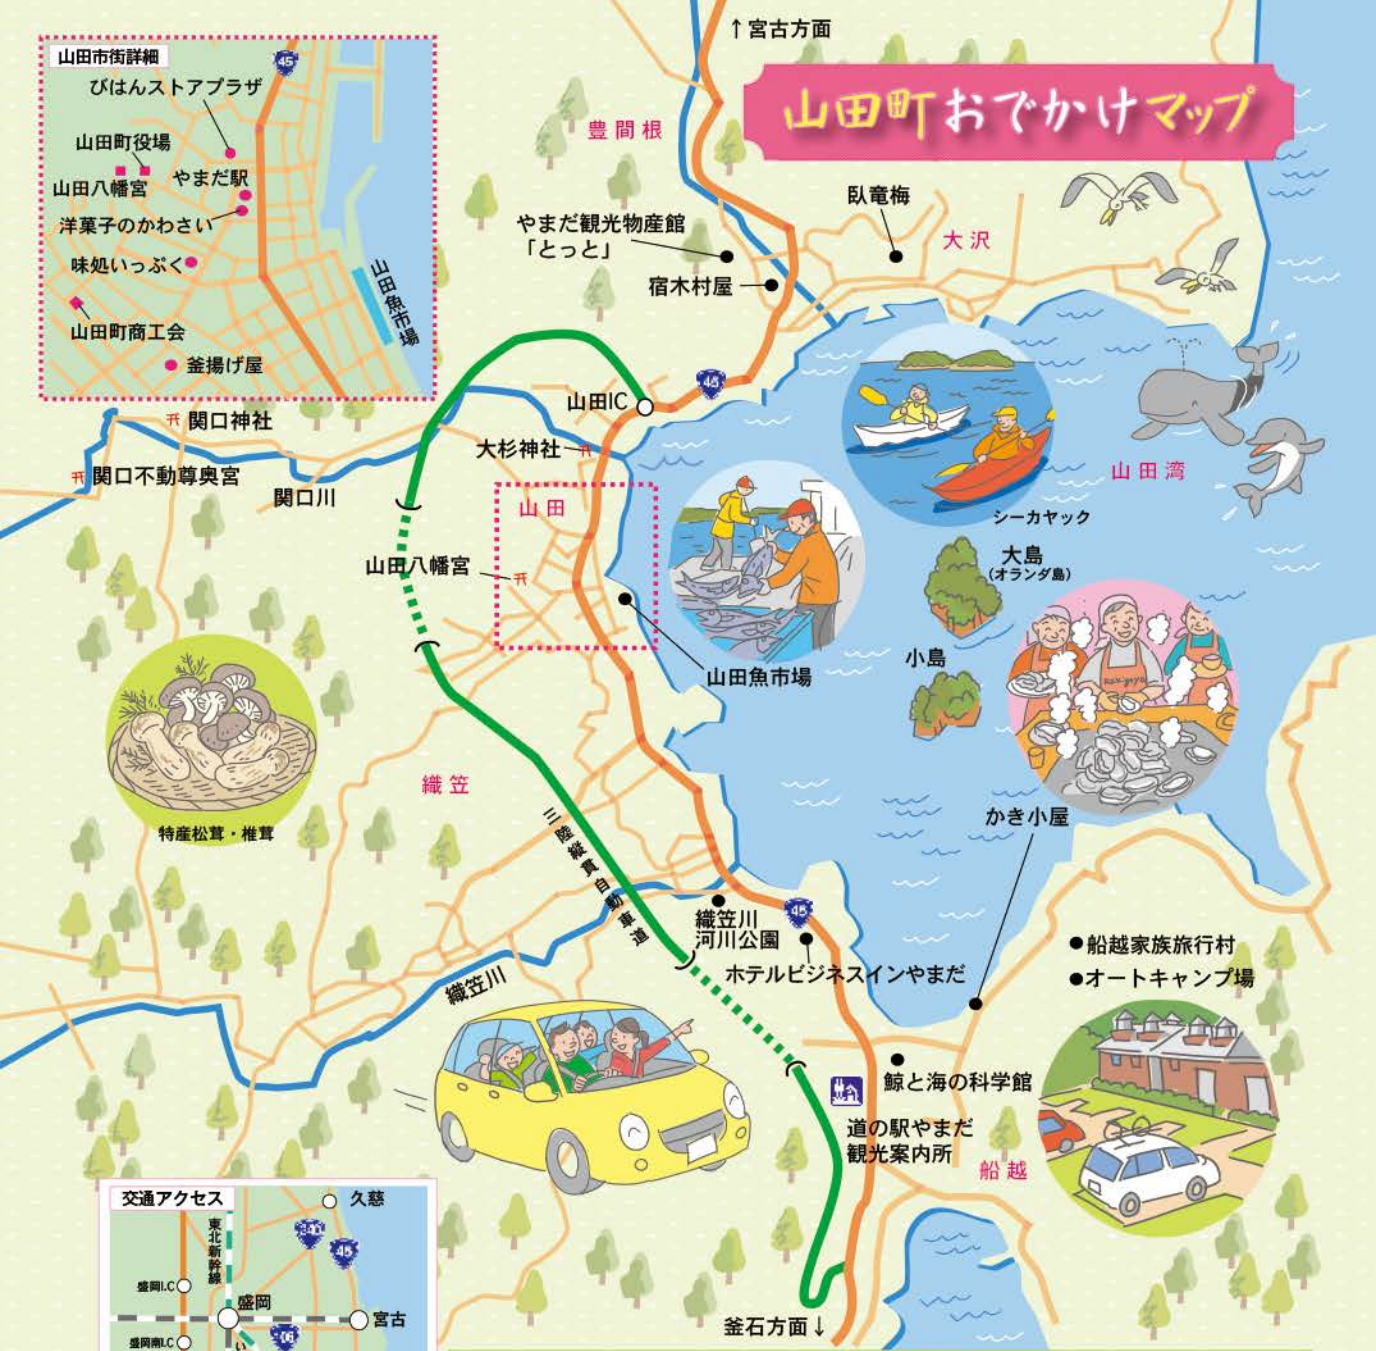 ↑宮古方面
山田町おでかけマップ
山田市街詳細
45
びはんストアプラザ
山田町役場
山田八幡宮
やまだ駅
洋菓子のかわさい
味処いっぷく
山田魚市場
山田町商工会
釜揚げ屋
豊間根
臥竜梅
大沢
やまだ観光物産館
「とっと」
宿木村屋
山田IC
45
関口神社
大杉神社
関口不動尊奥宮
関口川
山田
山田湾
シーカヤック
大島
(オランダ島)
山田八幡宮
小島
山田魚市場
織笠
かき小屋
特産松茸・椎茸
三陸縦貫自動車道
織笠川
河川公園
45
ホテルビジネスインやまだ
●船越家族旅行村
●オートキャンプ場
織笠川
鯨と海の科学館
道の駅やまだ
観光案内所
船越
釜石方面↓
交通アクセス
久慈
東北新幹線
45
盛岡I.C
盛岡
宮古
盛岡南I.C
106
い